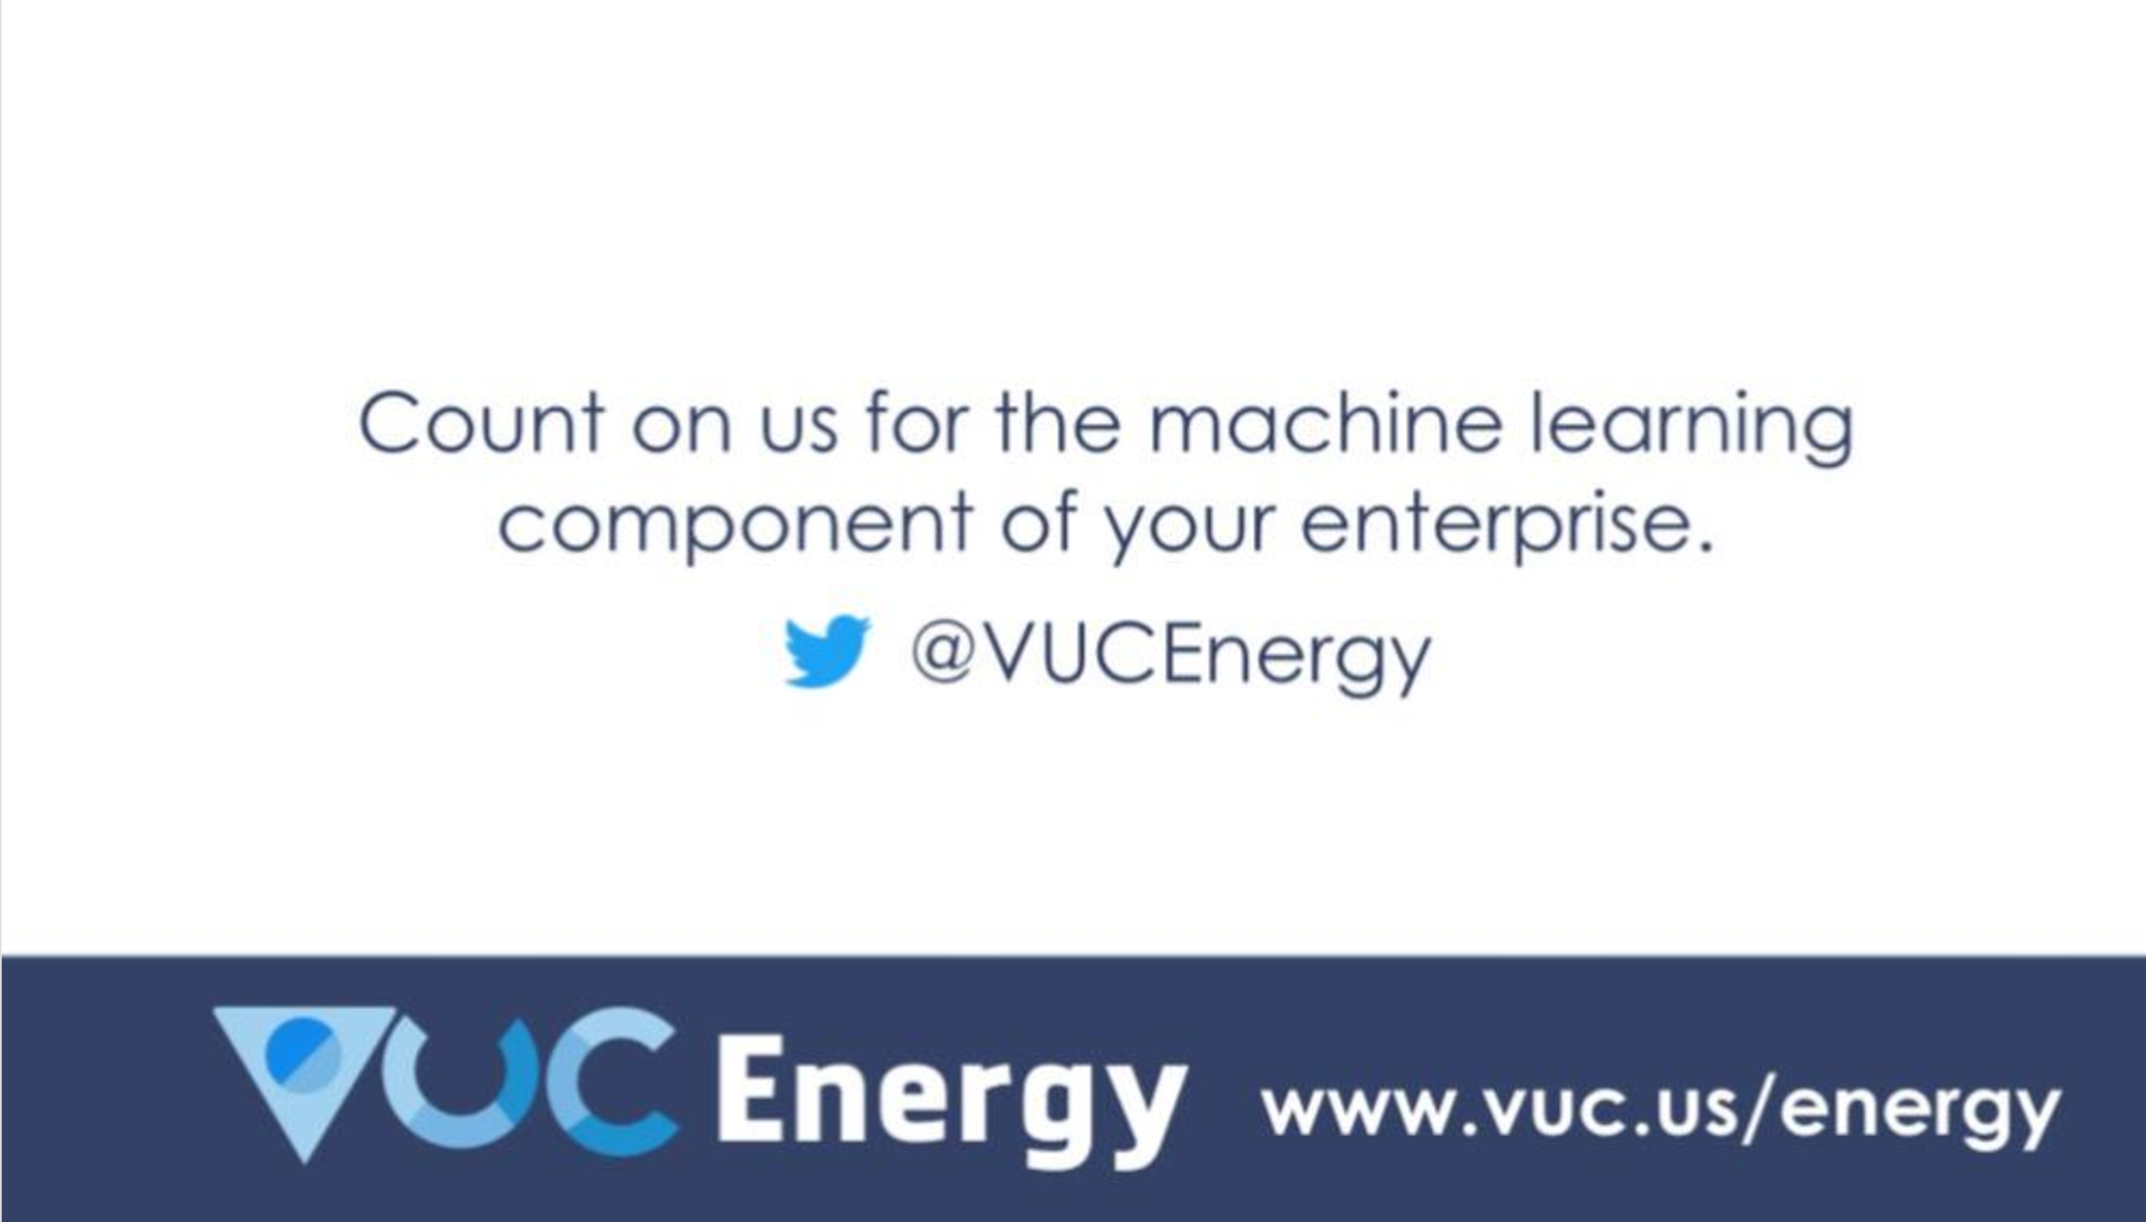 Count on us for the machine learning
component of your enterprise.
@VUCEnergy
VUC Energy www.vuc.us/energy